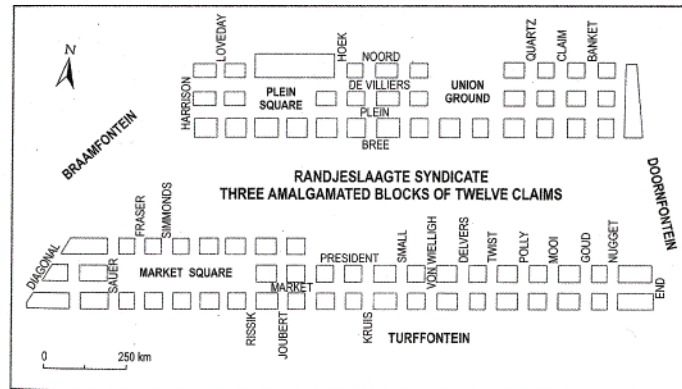 N
LOVEDAY
HOEK
NOORD
QUARTZ
CLAIM
BANKET
HARRISON
PLEIN
SQUARE
DE VILLIERS
UNION
GROUND
PLEIN
BREE
BRAAMFONTEIN
DOORNFONTEIN
RANDJESLAAGTE SYNDICATE
THREE AMALGAMATED BLOCKS OF TWELVE CLAIMS
FRASER
SIMMONDS
DIAGONAL
SAUER
MARKET SQUARE
PRESIDENT
SMALL
VON WIELLIGH
DELVERS
TWIST
POLLY
MOOI
GOUD
NUGGET
MARKET
END
RISSIK
JOUBERT
KRUIS
TURFFONTEIN
0 250 km